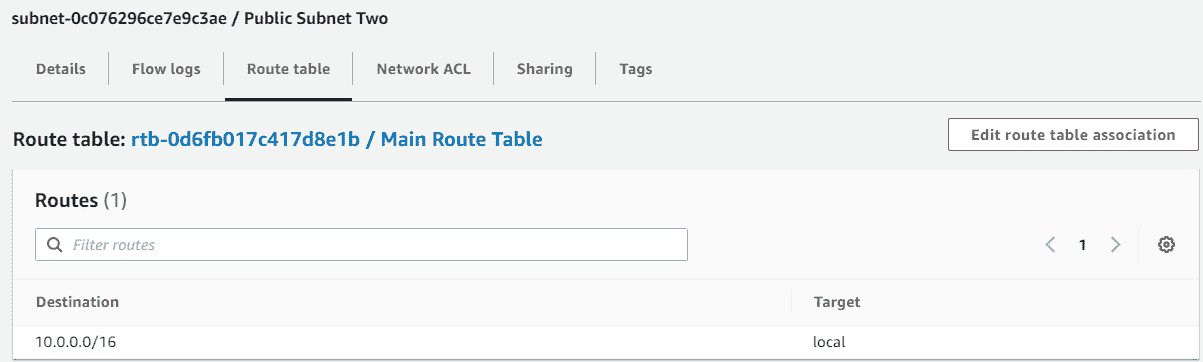 subnet-0c076296ce7e9c3ae / Public Subnet Two
Details Flow logs Route table Network ACL Sharing Tags
Route table: rtb-0d6fb017c417d8e1b / Main Route Table Edit route table association
Routes (1)
Filter routes 1
Destination Target
10.0.0.0/16 local